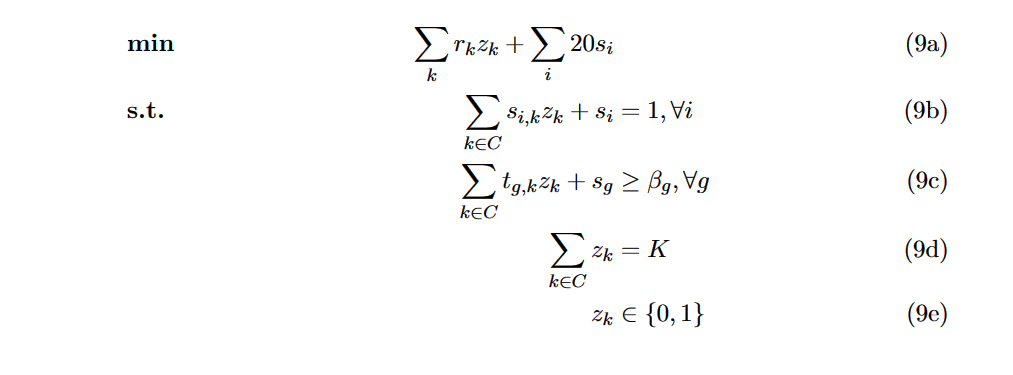 min ∑_k r_k z_k + ∑_i 20s_i (9a)
s.t. ∑_{k∈C} s_{i,k} z_k + s_i = 1, ∀i (9b)
∑_{k∈C} t_{g,k} z_k + s_g ≥ β_g, ∀g (9c)
∑_{k∈C} z_k = K (9d)
z_k ∈ {0, 1} (9e)